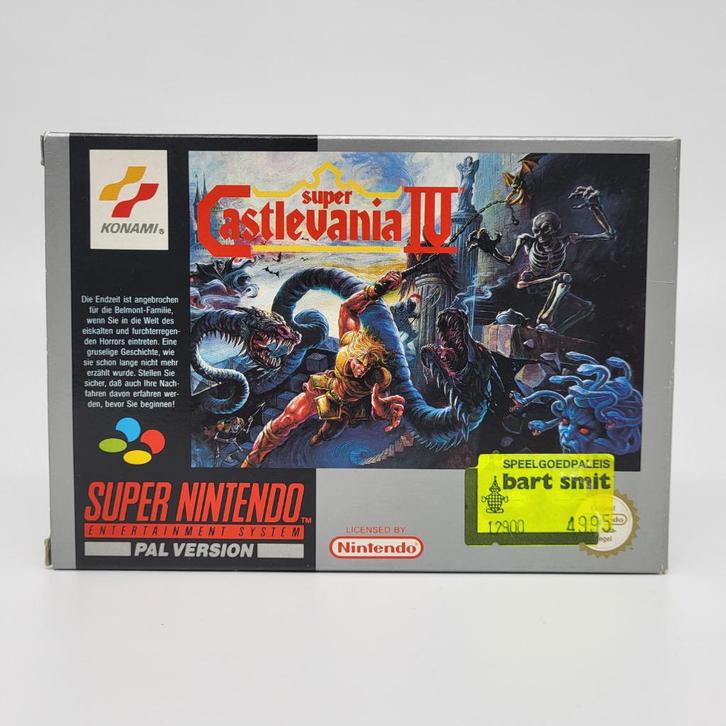 KONAMI®
super
Castlevania IV
Die Endzeit ist angebrochen
für die Belmont-Familie,
wenn Sie in die Welt des
eiskalten und furchterregen-
den Horrors eintreten. Eine
gruselige Geschichte, wie
sie schon lange nicht mehr
erzählt wurde. Stellen Sie
sicher, daß auch Ihre Nach-
fahren davon erfahren wer-
den, bevor Sie beginnen!
SUPER NINTENDO™
ENTERTAINMENT SYSTEM
PAL VERSION
LICENSED BY
Nintendo®
SPEELGOEDPALEIS
bart smit
12900 4995